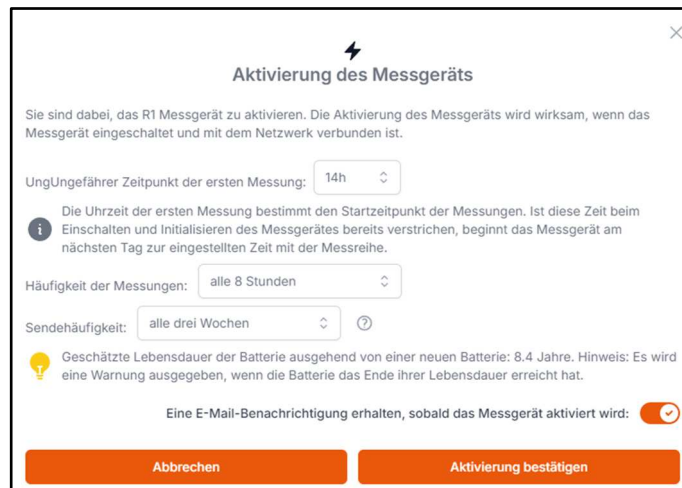 Aktivierung des Messgeräts
Sie sind dabei, das R1 Messgerät zu aktivieren. Die Aktivierung des Messgeräts wird wirksam, wenn das
Messgerät eingeschaltet und mit dem Netzwerk verbunden ist.
UngUngefährer Zeitpunkt der ersten Messung: 14h
Die Uhrzeit der ersten Messung bestimmt den Startzeitpunkt der Messungen. Ist diese Zeit beim
Einschalten und Initialisieren des Messgerätes bereits verstrichen, beginnt das Messgerät am
nächsten Tag zur eingestellten Zeit mit der Messreihe.
Häufigkeit der Messungen: alle 8 Stunden
Sendehäufigkeit: alle drei Wochen
Geschätzte Lebensdauer der Batterie ausgehend von einer neuen Batterie: 8.4 Jahre. Hinweis: Es wird
eine Warnung ausgegeben, wenn die Batterie das Ende ihrer Lebensdauer erreicht hat.
Eine E-Mail-Benachrichtigung erhalten, sobald das Messgerät aktiviert wird:
Abbrechen Aktivierung bestätigen